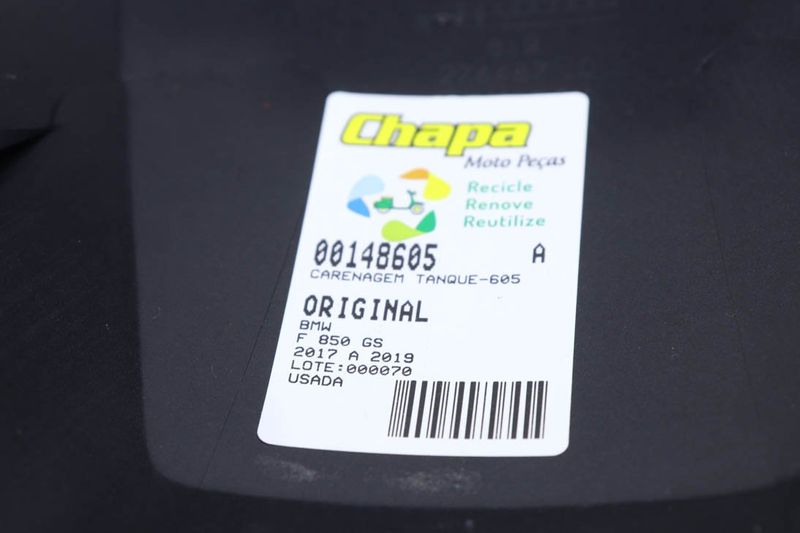 Chapa
Moto Peças
Recicle
Renove
Reutilize
00148605 A
CARENAGEM TANQUE-605
ORIGINAL
BMW
F 850 GS
2017 A 2019
LOTE:000070
USADA